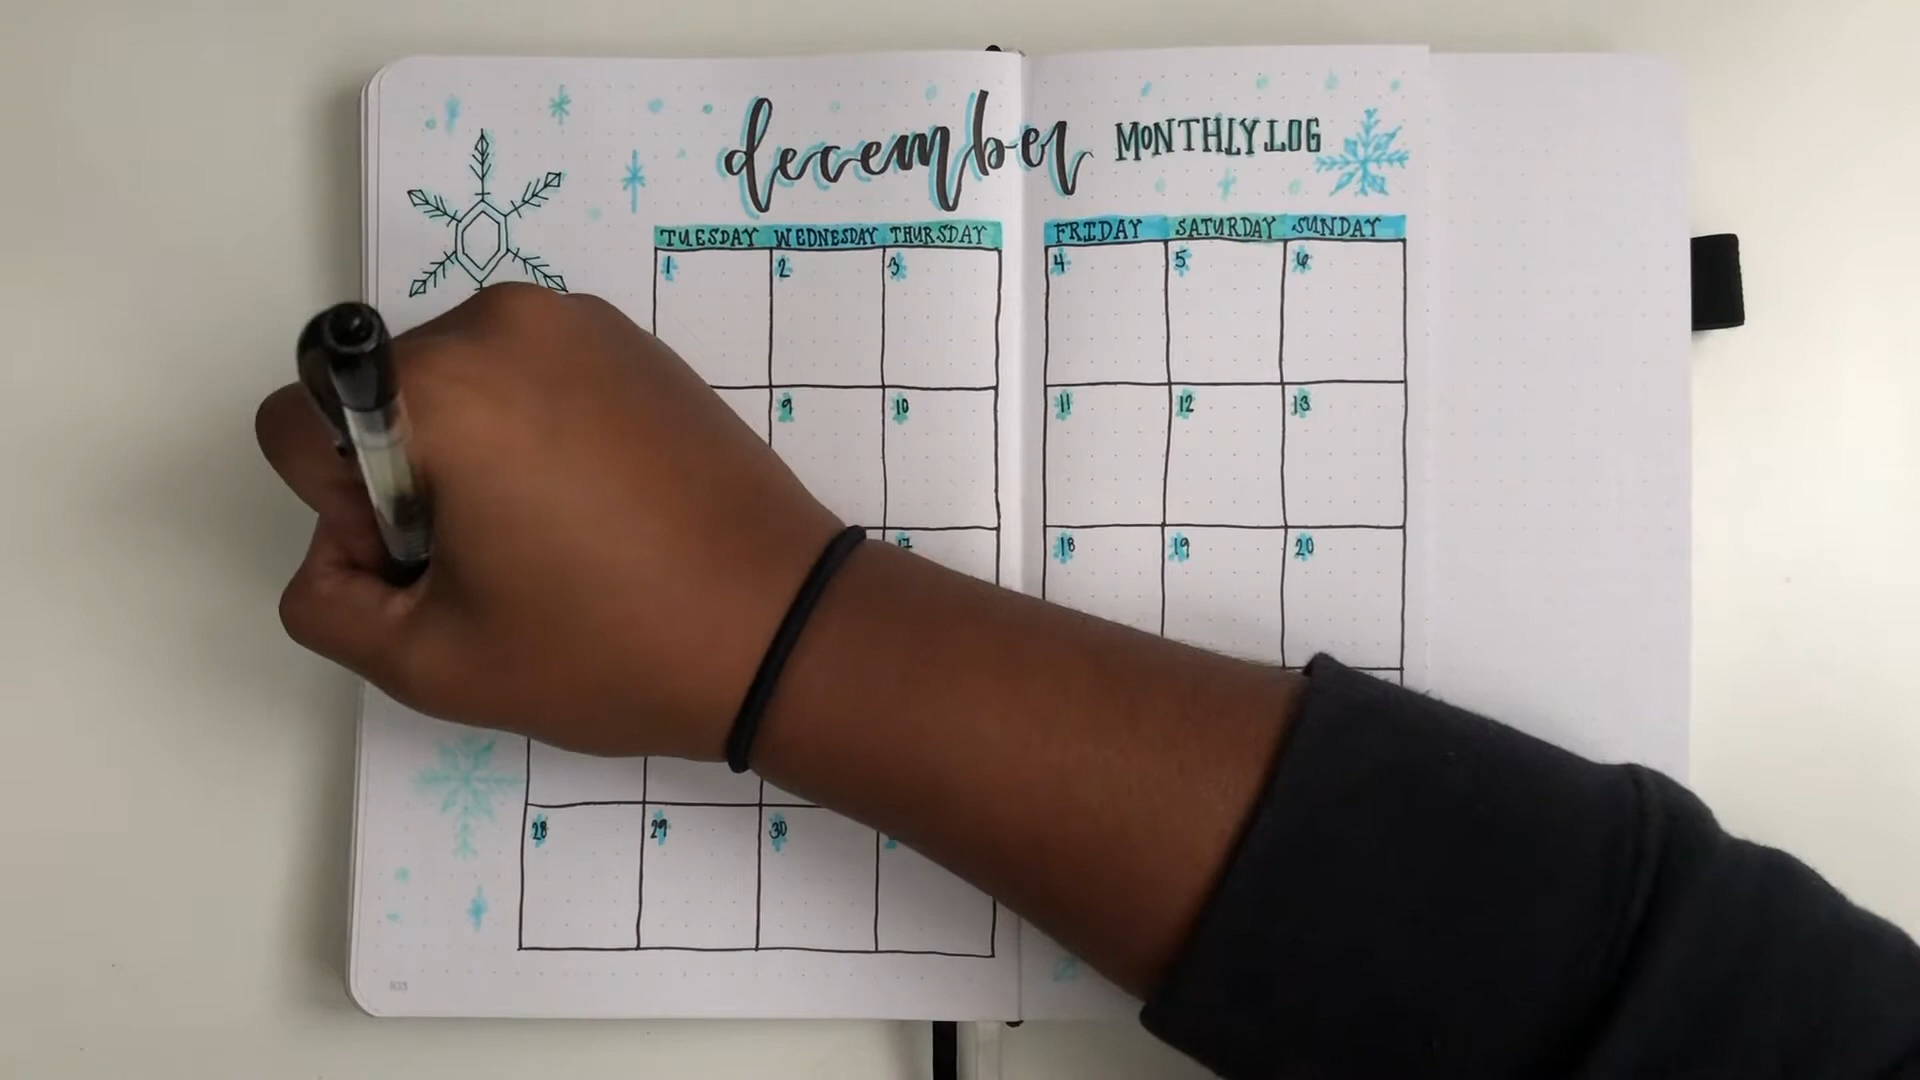 december MONTHLY LOG
TUESDAY WEDNESDAY THURSDAY FRIDAY SATURDAY SUNDAY
1 2 3 4 5 6
9 10 11 12 13
17 18 19 20
28 29 30